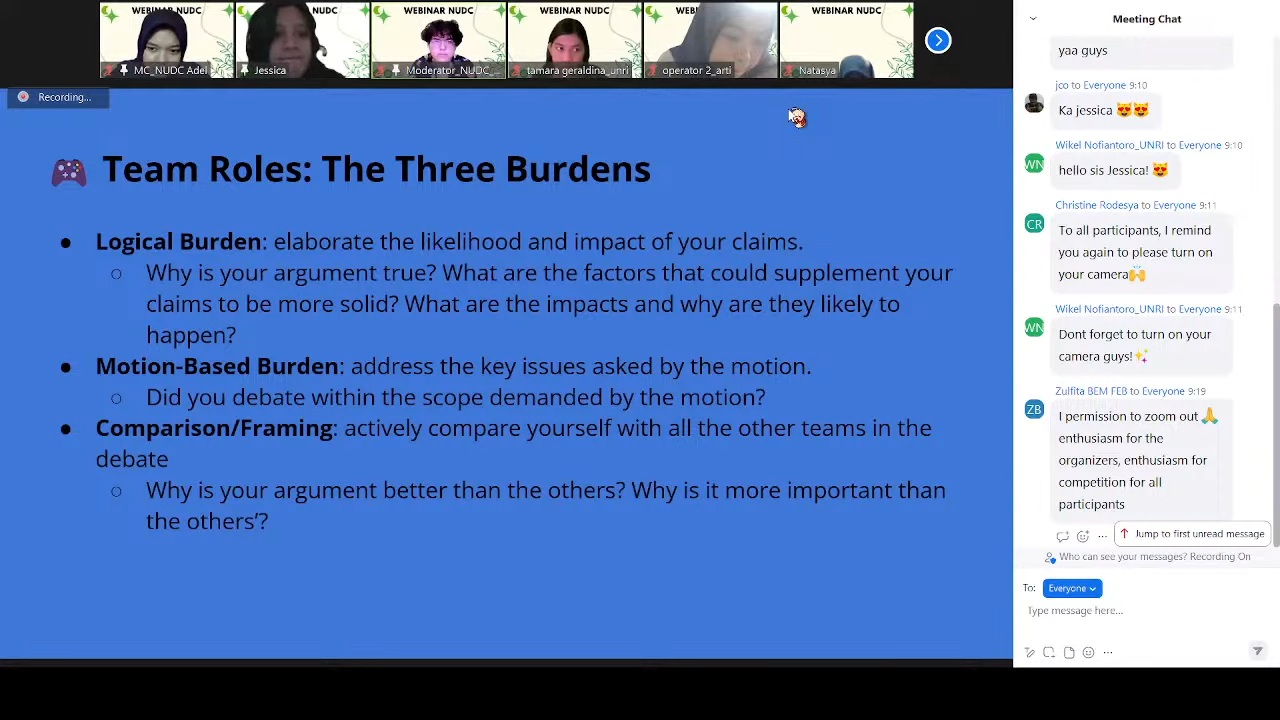 WEBINAR NUDC
NUDC
WEBINAR NUDC
WEBINAR NUDC
WEBI
WEBINAR NUDC
MC_NUDC Adel
Jessica
Moderator_NUDC_...
tamara geraldina_unri
operator 2_arti
Natasya
Recording...
Team Roles: The Three Burdens
● Logical Burden: elaborate the likelihood and impact of your claims.
○ Why is your argument true? What are the factors that could supplement your
claims to be more solid? What are the impacts and why are they likely to
happen?
● Motion-Based Burden: address the key issues asked by the motion.
○ Did you debate within the scope demanded by the motion?
● Comparison/Framing: actively compare yourself with all the other teams in the
debate
○ Why is your argument better than the others? Why is it more important than
the others’?
Meeting Chat
yaa guys
jco to Everyone 9:10
Ka jessica 😻😻
Wikel Nofiantoro_UNRI to Everyone 9:10
WN
hello sis Jessica! 😻
Christine Rodesya to Everyone 9:11
CR
To all participants, I remind
you again to please turn on
your camera🙌
Wikel Nofiantoro_UNRI to Everyone 9:11
WN
Dont forget to turn on your
camera guys!✨
Zulfita BEM FEB to Everyone 9:19
ZB
I permission to zoom out🙏
enthusiasm for the
organizers, enthusiasm for
competition for all
participants
Jump to first unread message
Who can see your messages? Recording On
To: Everyone
Type message here...